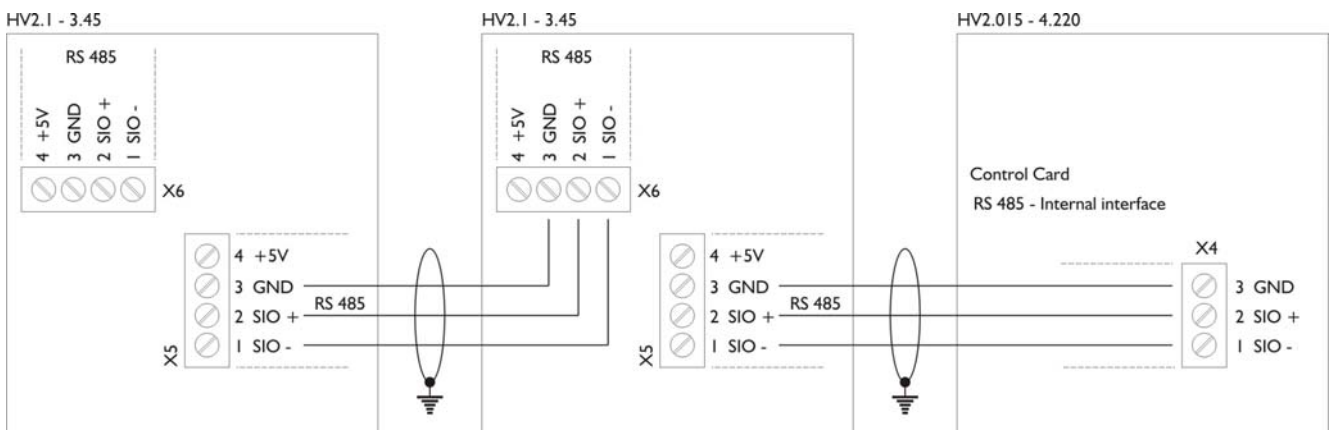 HV2.1 - 3.45
RS 485
4 +5V
3 GND
2 SIO +
1 SIO -
X6
4 +5V
3 GND
2 SIO +
1 SIO -
X5
RS 485
HV2.1 - 3.45
RS 485
4 +5V
3 GND
2 SIO +
1 SIO -
X6
4 +5V
3 GND
2 SIO +
1 SIO -
X5
RS 485
HV2.015 - 4.220
Control Card
RS 485 - Internal interface
X4
3 GND
2 SIO +
1 SIO -